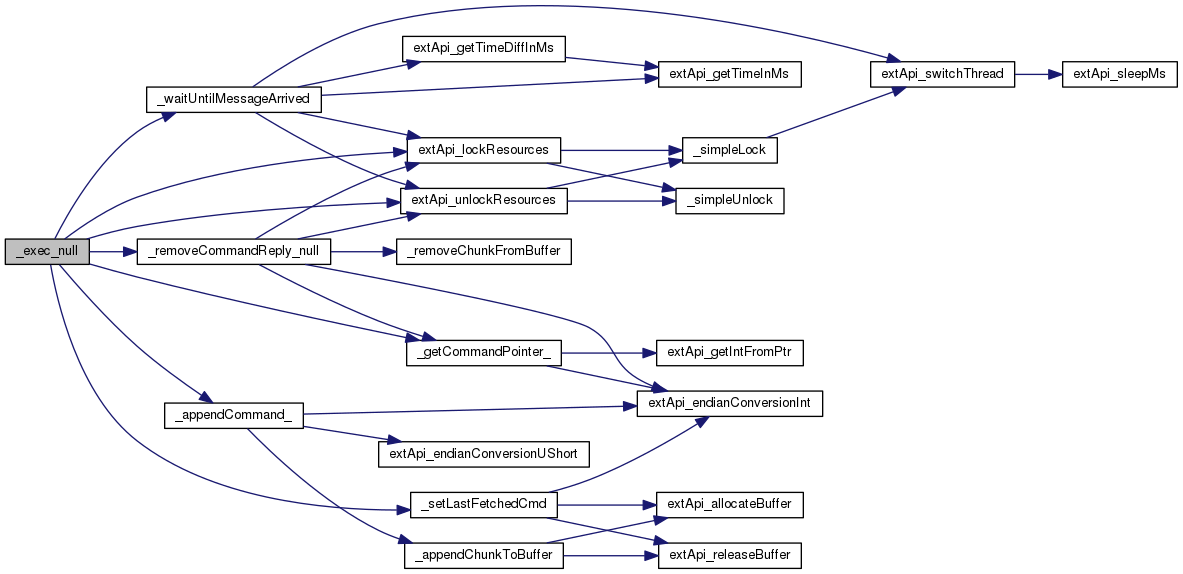 _exec_null
_waitUntilMessageArrived
extApi_getTimeDiffInMs
extApi_getTimeInMs
extApi_switchThread
extApi_sleepMs
extApi_lockResources
_simpleLock
extApi_unlockResources
_simpleUnlock
_removeCommandReply_null
_removeChunkFromBuffer
_getCommandPointer_
extApi_getIntFromPtr
extApi_endianConversionInt
_appendCommand_
extApi_endianConversionUShort
_setLastFetchedCmd
extApi_allocateBuffer
_appendChunkToBuffer
extApi_releaseBuffer